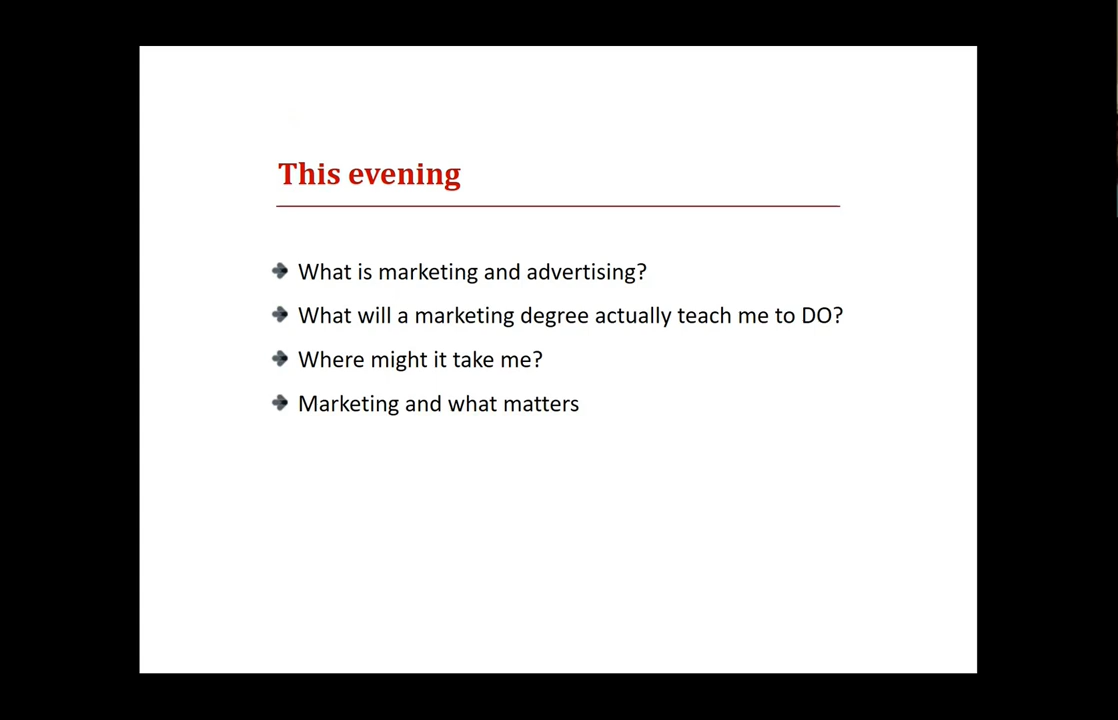 This evening
What is marketing and advertising?
What will a marketing degree actually teach me to DO?
Where might it take me?
Marketing and what matters